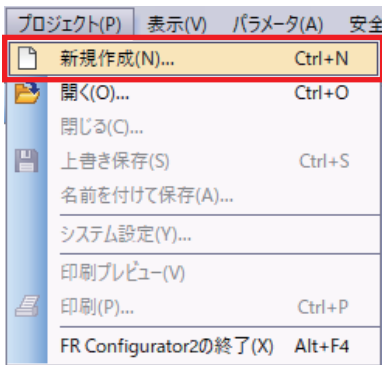 プロジェクト(P) 表示(V) パラメータ(A) 安全
新規作成(N)... Ctrl+N
開く(O)... Ctrl+O
閉じる(C)...
上書き保存(S) Ctrl+S
名前を付けて保存(A)...
システム設定(Y)...
印刷プレビュー(V)
印刷(P)... Ctrl+P
FR Configurator2の終了(X) Alt+F4